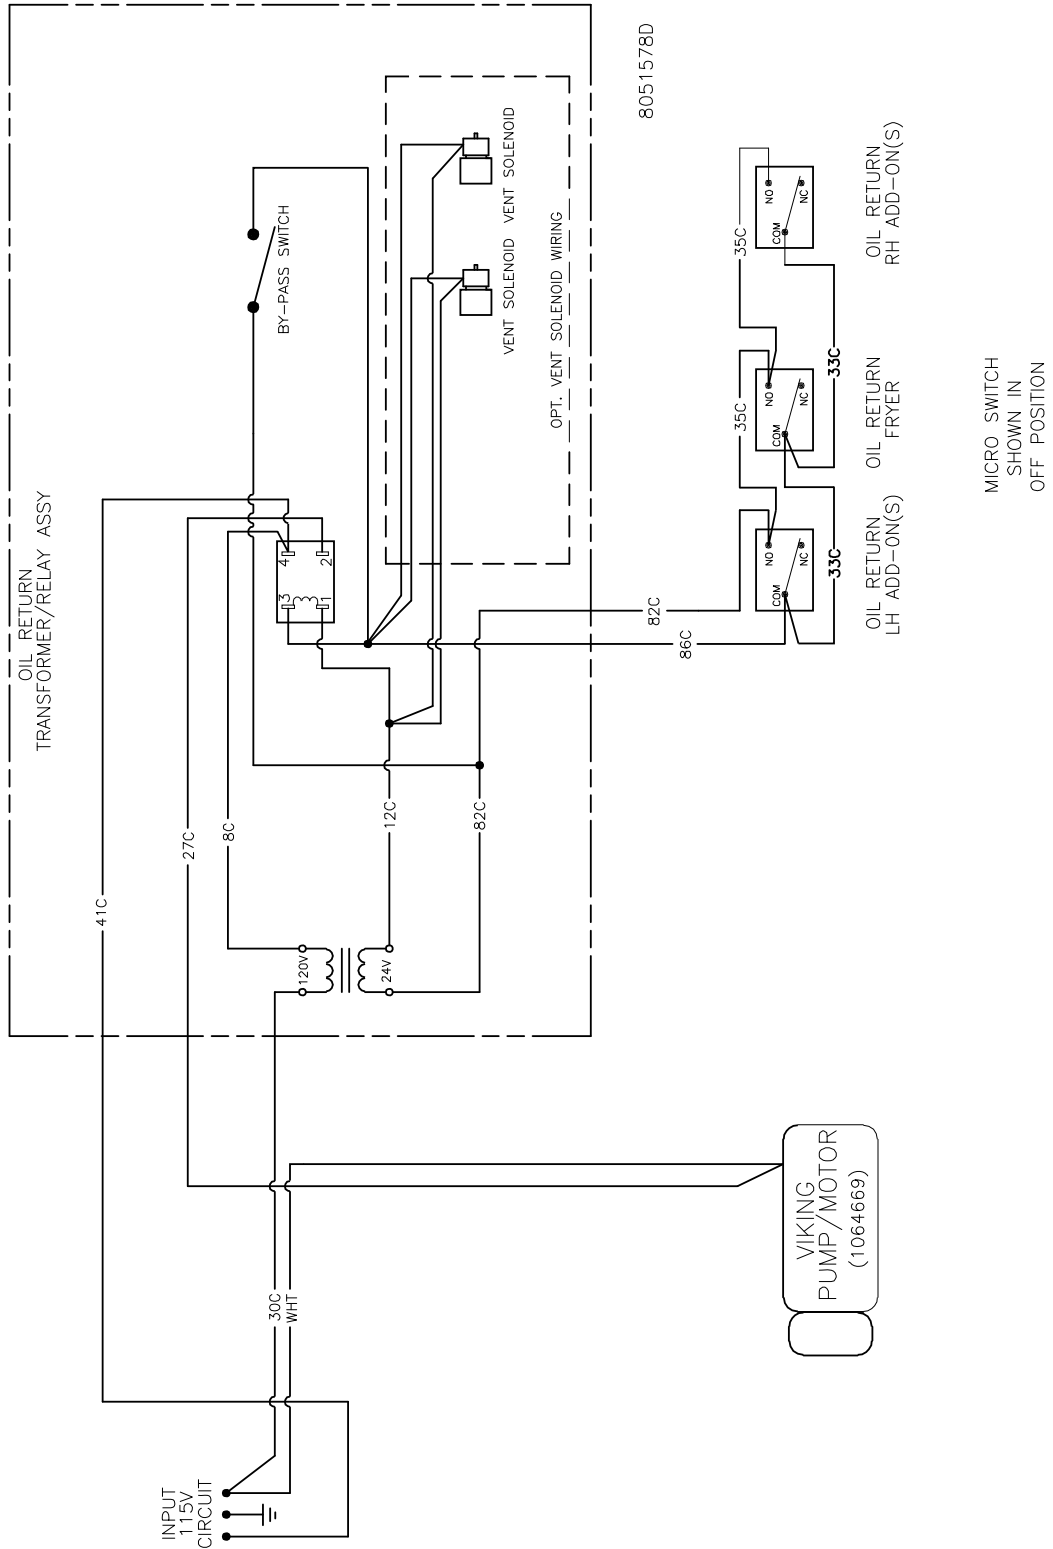 OIL RETURN
TRANSFORMER/RELAY ASSY
41C
27C
8C
12C
82C
BY-PASS SWITCH
4
2
3
1
VENT SOLENOID
VENT SOLENOID
OPT. VENT SOLENOID WIRING
120V
24V
8051578D
INPUT
115V
CIRCUIT
30C
WHT
VIKING
PUMP/MOTOR
(1064669)
82C
86C
35C
35C
33C
33C
NO
COM
NC
OIL RETURN
LH ADD-ON(S)
NO
COM
NC
OIL RETURN
FRYER
NO
COM
NC
OIL RETURN
RH ADD-ON(S)
MICRO SWITCH
SHOWN IN
OFF POSITION